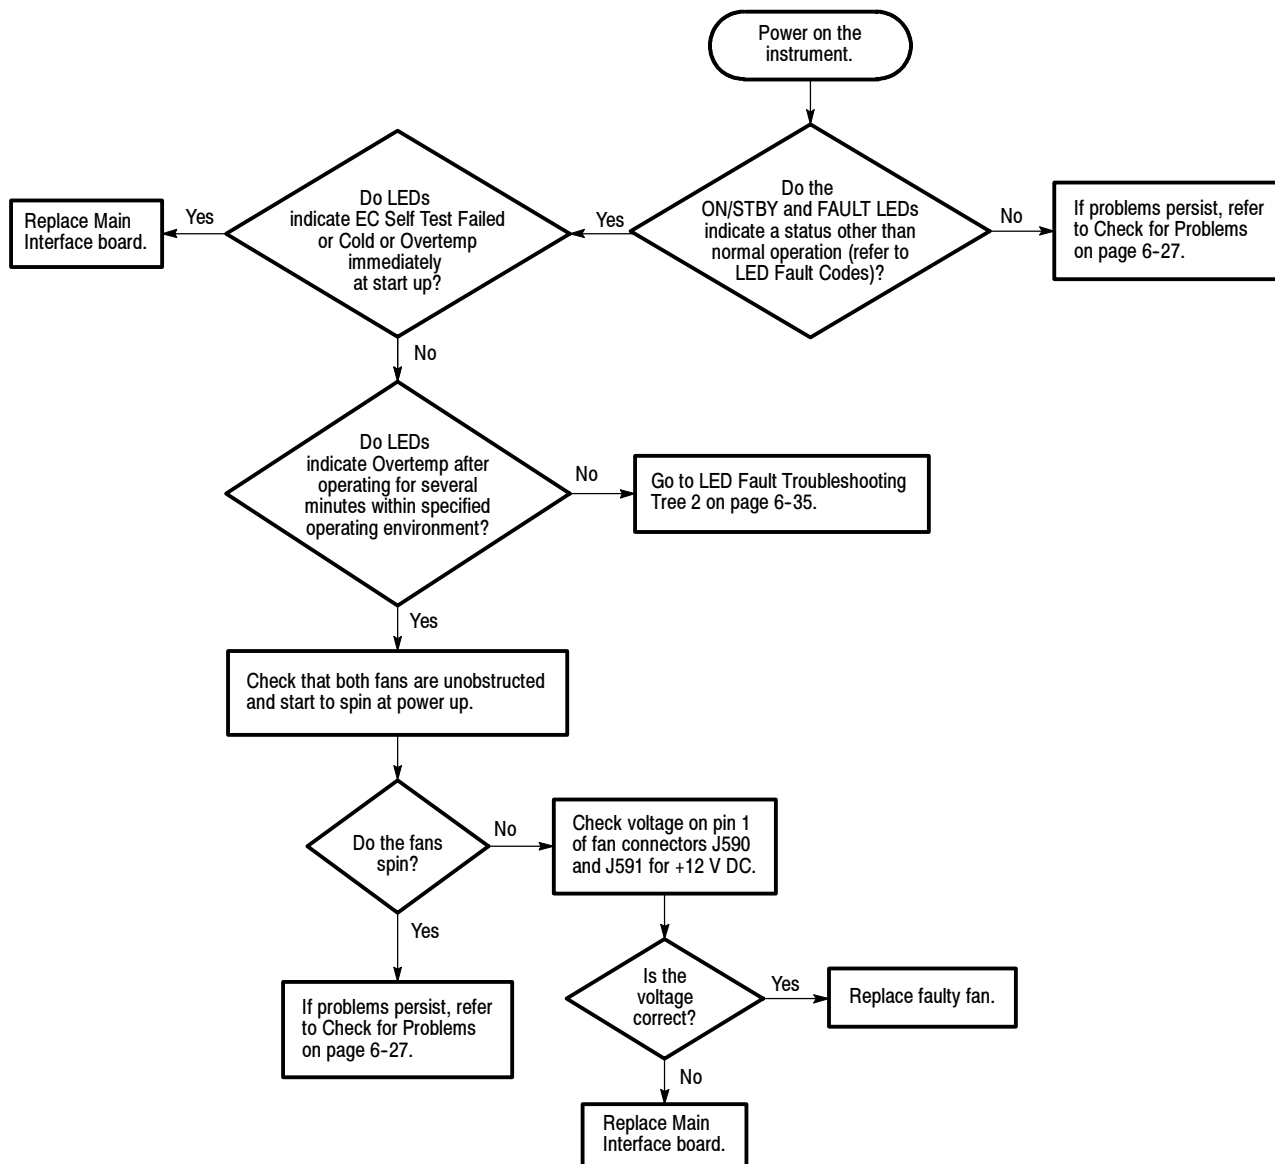 Power on the
instrument.
Do the
ON/STBY and FAULT LEDs
indicate a status other than
normal operation (refer to
LED Fault Codes)?
No
If problems persist, refer
to Check for Problems
on page 6-27.
Yes
Do LEDs
indicate EC Self Test Failed
or Cold or Overtemp
immediately
at start up?
Yes
Replace Main
Interface board.
No
Do LEDs
indicate Overtemp after
operating for several
minutes within specified
operating environment?
No
Go to LED Fault Troubleshooting
Tree 2 on page 6-35.
Yes
Check that both fans are unobstructed
and start to spin at power up.
Do the fans
spin?
No
Check voltage on pin 1
of fan connectors J590
and J591 for +12 V DC.
Yes
If problems persist, refer
to Check for Problems
on page 6-27.
Is the
voltage
correct?
Yes
Replace faulty fan.
No
Replace Main
Interface board.